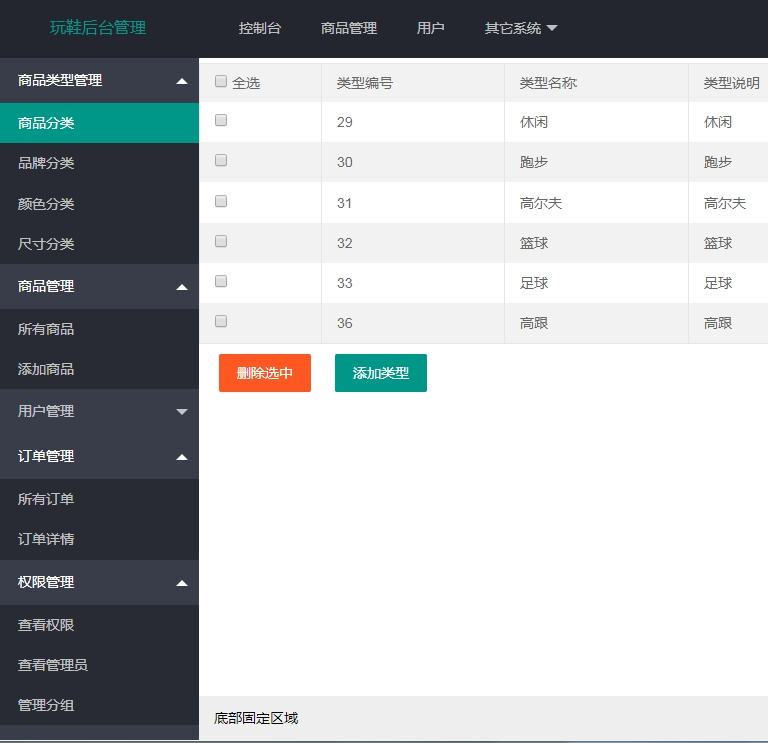 玩鞋后台管理 控制台 商品管理 用户 其它系统
商品类型管理
商品分类
品牌分类
颜色分类
尺寸分类
商品管理
所有商品
添加商品
用户管理
订单管理
所有订单
订单详情
权限管理
查看权限
查看管理员
管理分组
全选 类型编号 类型名称 类型说明
29 休闲 休闲
30 跑步 跑步
31 高尔夫 高尔夫
32 篮球 篮球
33 足球 足球
36 高跟 高跟
删除选中 添加类型
底部固定区域